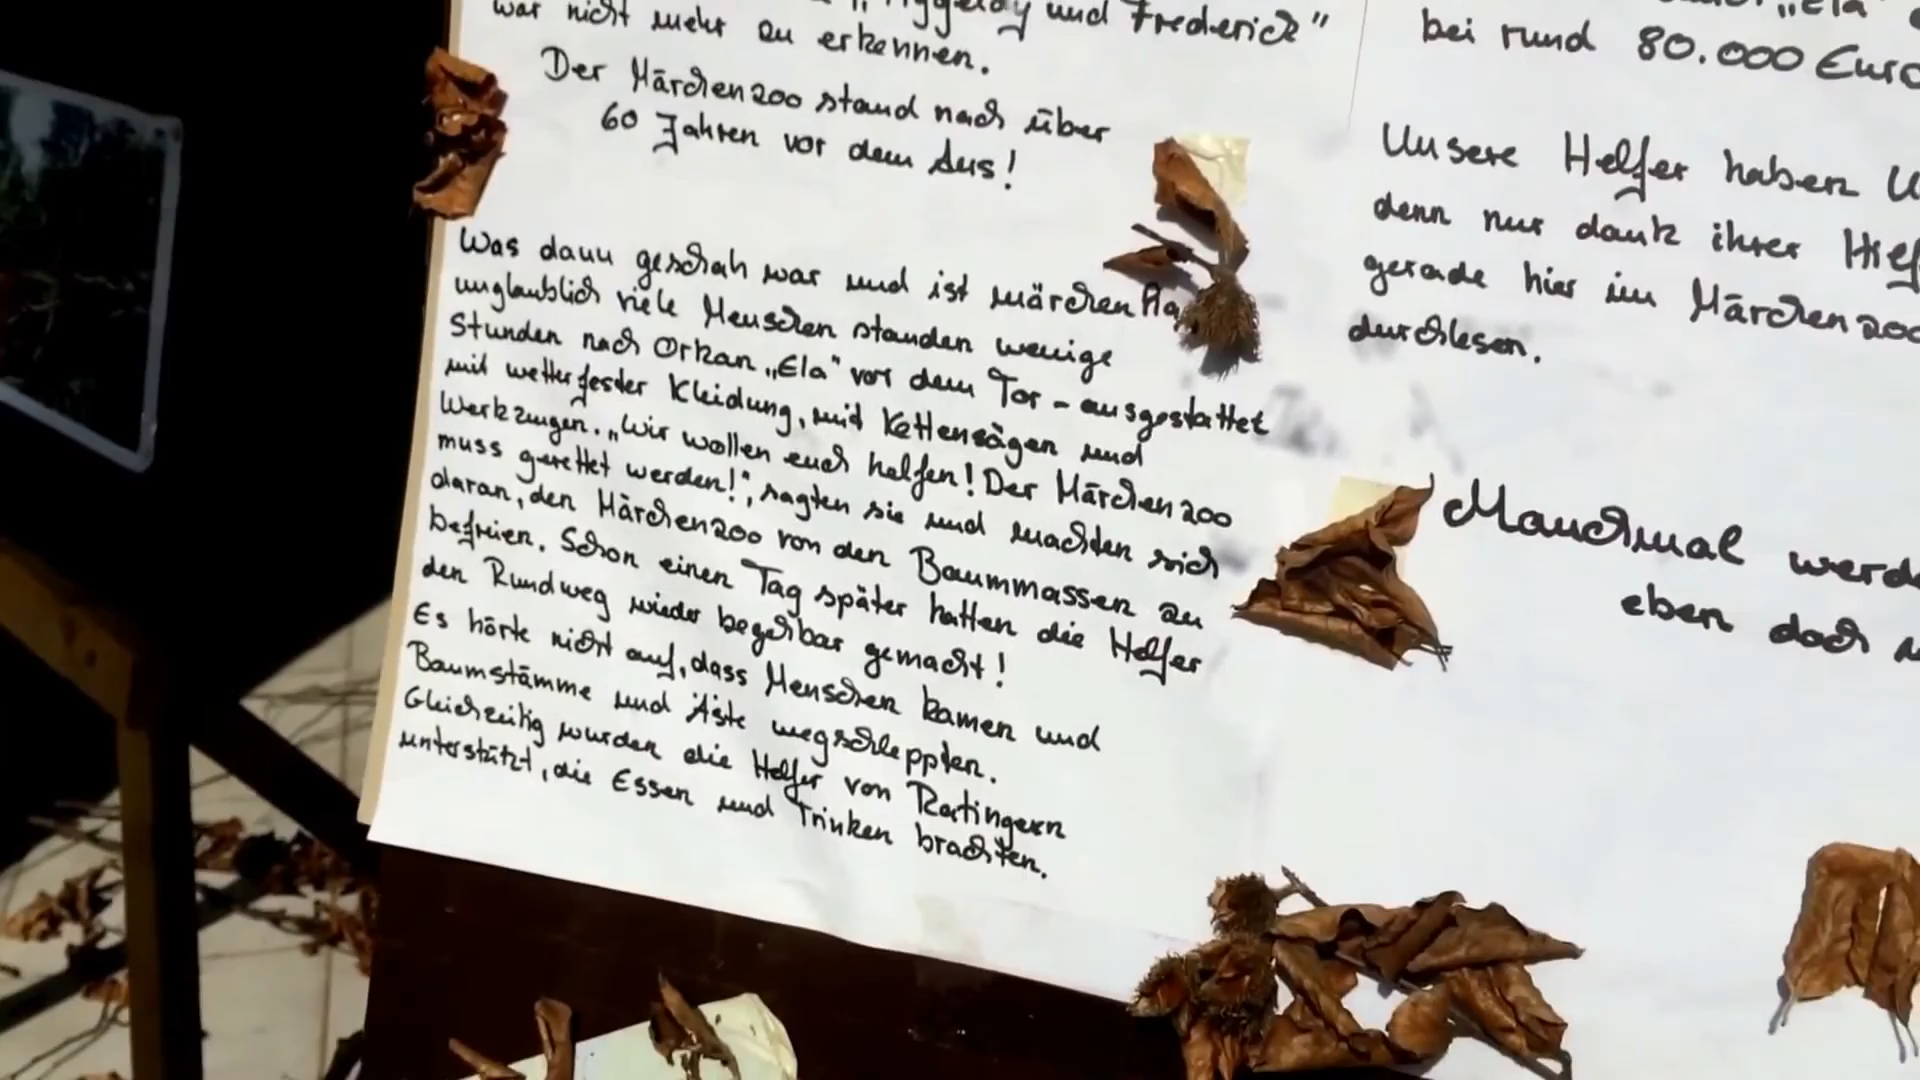 und Frederick"
war nicht mehr zu erkennen.
Der Märchenzoo stand nach über
60 Jahren vor dem Aus!
Was dann geschah war und ist märchenha
unglaublich viele Menschen standen wenige
Stunden nach Orkan „Ela" vor dem Tor - ausgestattet
mit wetterfester Kleidung, mit Kettensägen und
Werkzeugen. „Wir wollen euch helfen! Der Märchenzoo
muss gerettet werden!", sagten sie und machten sich
daran, den Märchenzoo von den Baummassen zu
befreien. Schon einen Tag später hatten die Helfer
den Rundweg wieder begehbar gemacht!
Es hörte nicht auf, dass Menschen kamen und
Baumstämme und Äste wegschleppten.
Gleichzeitig wurden die Helfer von Ratingern
unterstützt, die Essen und Trinken brachten.
„Ela"
bei rund 80.000 Euro
Unsere Helfer haben
denn nur dank ihrer
gerade hier im Märchenzoo
durchlesen.
Manchmal
eben doch